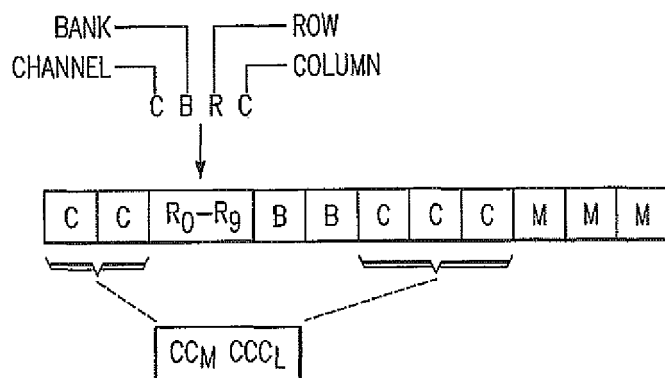 BANK ROW
CHANNEL COLUMN
C B R C
C C R0–R9 B B C C C M M M
CCM CCCL